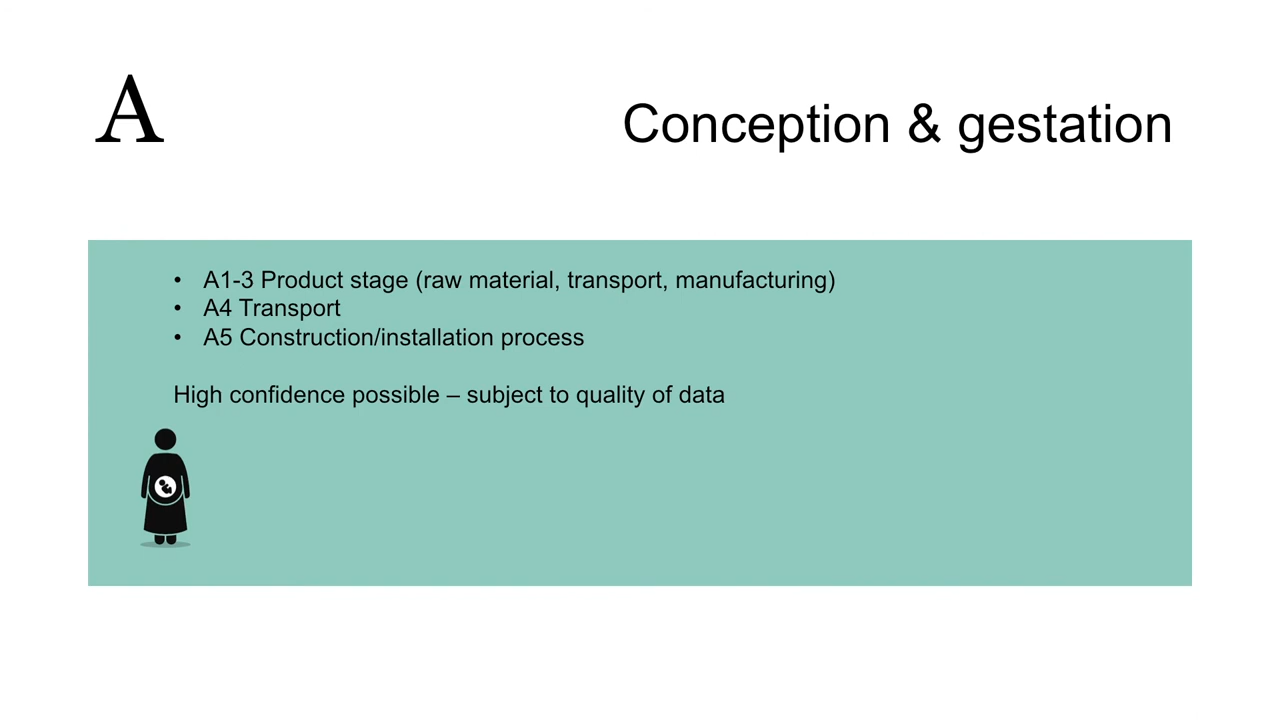 A
Conception & gestation
• A1-3 Product stage (raw material, transport, manufacturing)
• A4 Transport
• A5 Construction/installation process
High confidence possible – subject to quality of data